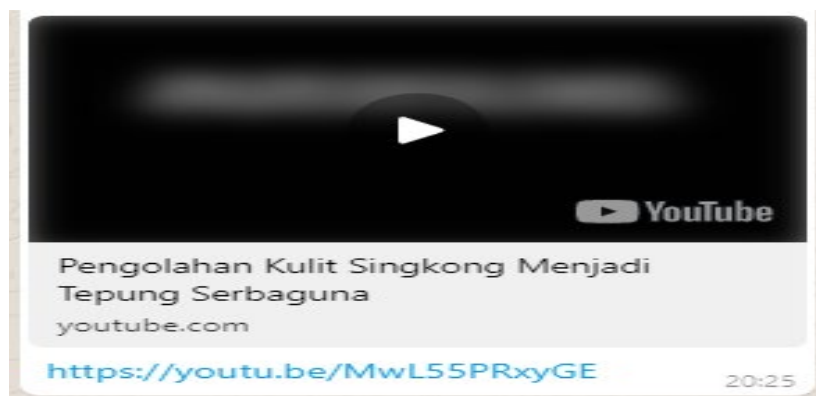 YouTube
Pengolahan Kulit Singkong Menjadi
Tepung Serbaguna
youtube.com
https://youtu.be/MwL55PRxyGE
20:25